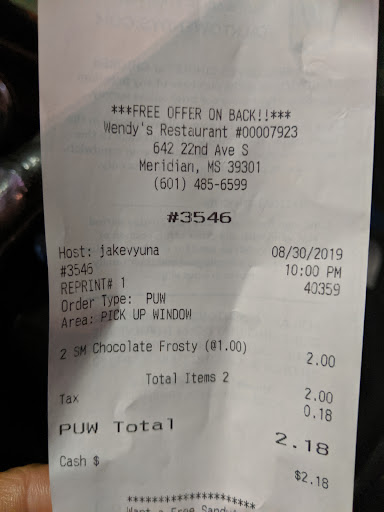 ***FREE OFFER ON BACK!!***
Wendy's Restaurant #00007923
642 22nd Ave S
Meridian, MS 39301
(601) 485-6599
#3546
Host: jakevyuna 08/30/2019
#3546 10:00 PM
REPRINT# 1 40359
Order Type: PUW
Area: PICK UP WINDOW
2 SM Chocolate Frosty (@1.00) 2.00
Total Items 2
2.00
Tax 0.18
PUW Total 2.18
Cash $ $2.18
**********************
Want a Free